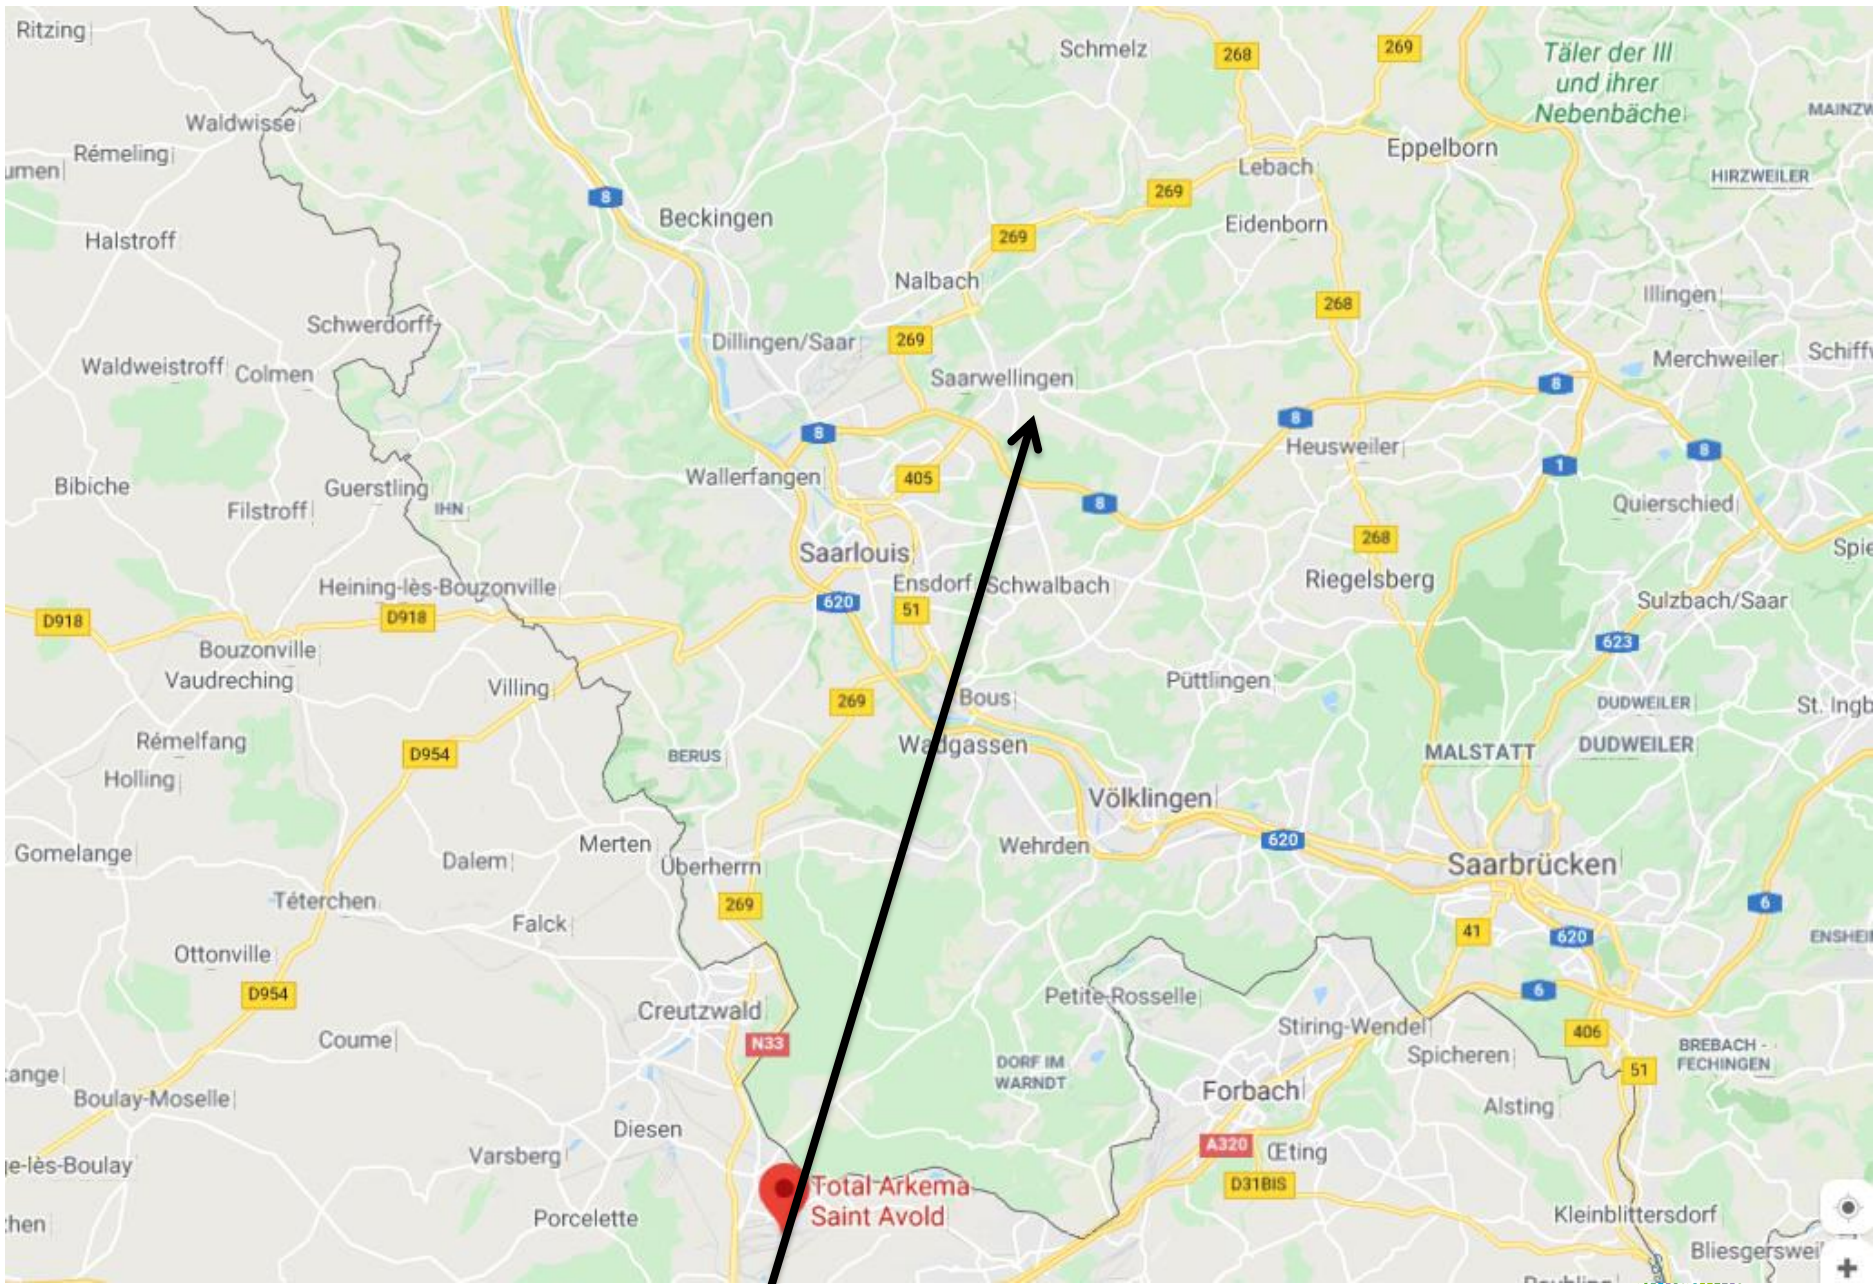 Ritzing
Schmelz
268
269
Täler der Ill
und ihrer
Nebenbäche
Waldwisse
Rémeling
Eppelborn
Lebach
HIRZWEILER
8
269
Beckingen
Eidenborn
Halstroff
269
Nalbach
Illingen
268
Schwerdorff
Dillingen/Saar
269
Merchweiler
Waldweistroff
Colmen
Saarwellingen
8
8
8
Heusweiler
8
Wallerfangen
405
1
Bibiche
Guerstling
8
Quierschied
Filstroff
IHN
268
Saarlouis
Ensdorf
Schwalbach
Riegelsberg
Heining-lès-Bouzonville
620
51
Sulzbach/Saar
D918
D918
623
Bouzonville
Vaudreching
Villing
Püttlingen
269
Bous
DUDWEILER
Rémelfang
D954
BERUS
Wadgassen
MALSTATT
DUDWEILER
Holling
Völklingen
Merten
Wehrden
620
Gomelange
Dalem
Überherrn
Saarbrücken
Téterchen
269
6
Falck
41
620
Ottonville
D954
Petite-Rosselle
6
Creutzwald
Stiring-Wendel
406
Coume
N33
Spicheren
BREBACH -
FECHINGEN
DORF IM
WARNDT
51
Boulay-Moselle
Forbach
Alsting
Diesen
A320
Varsberg
Œting
D31BIS
Total Arkema
Saint Avold
Porcelette
Kleinblittersdorf